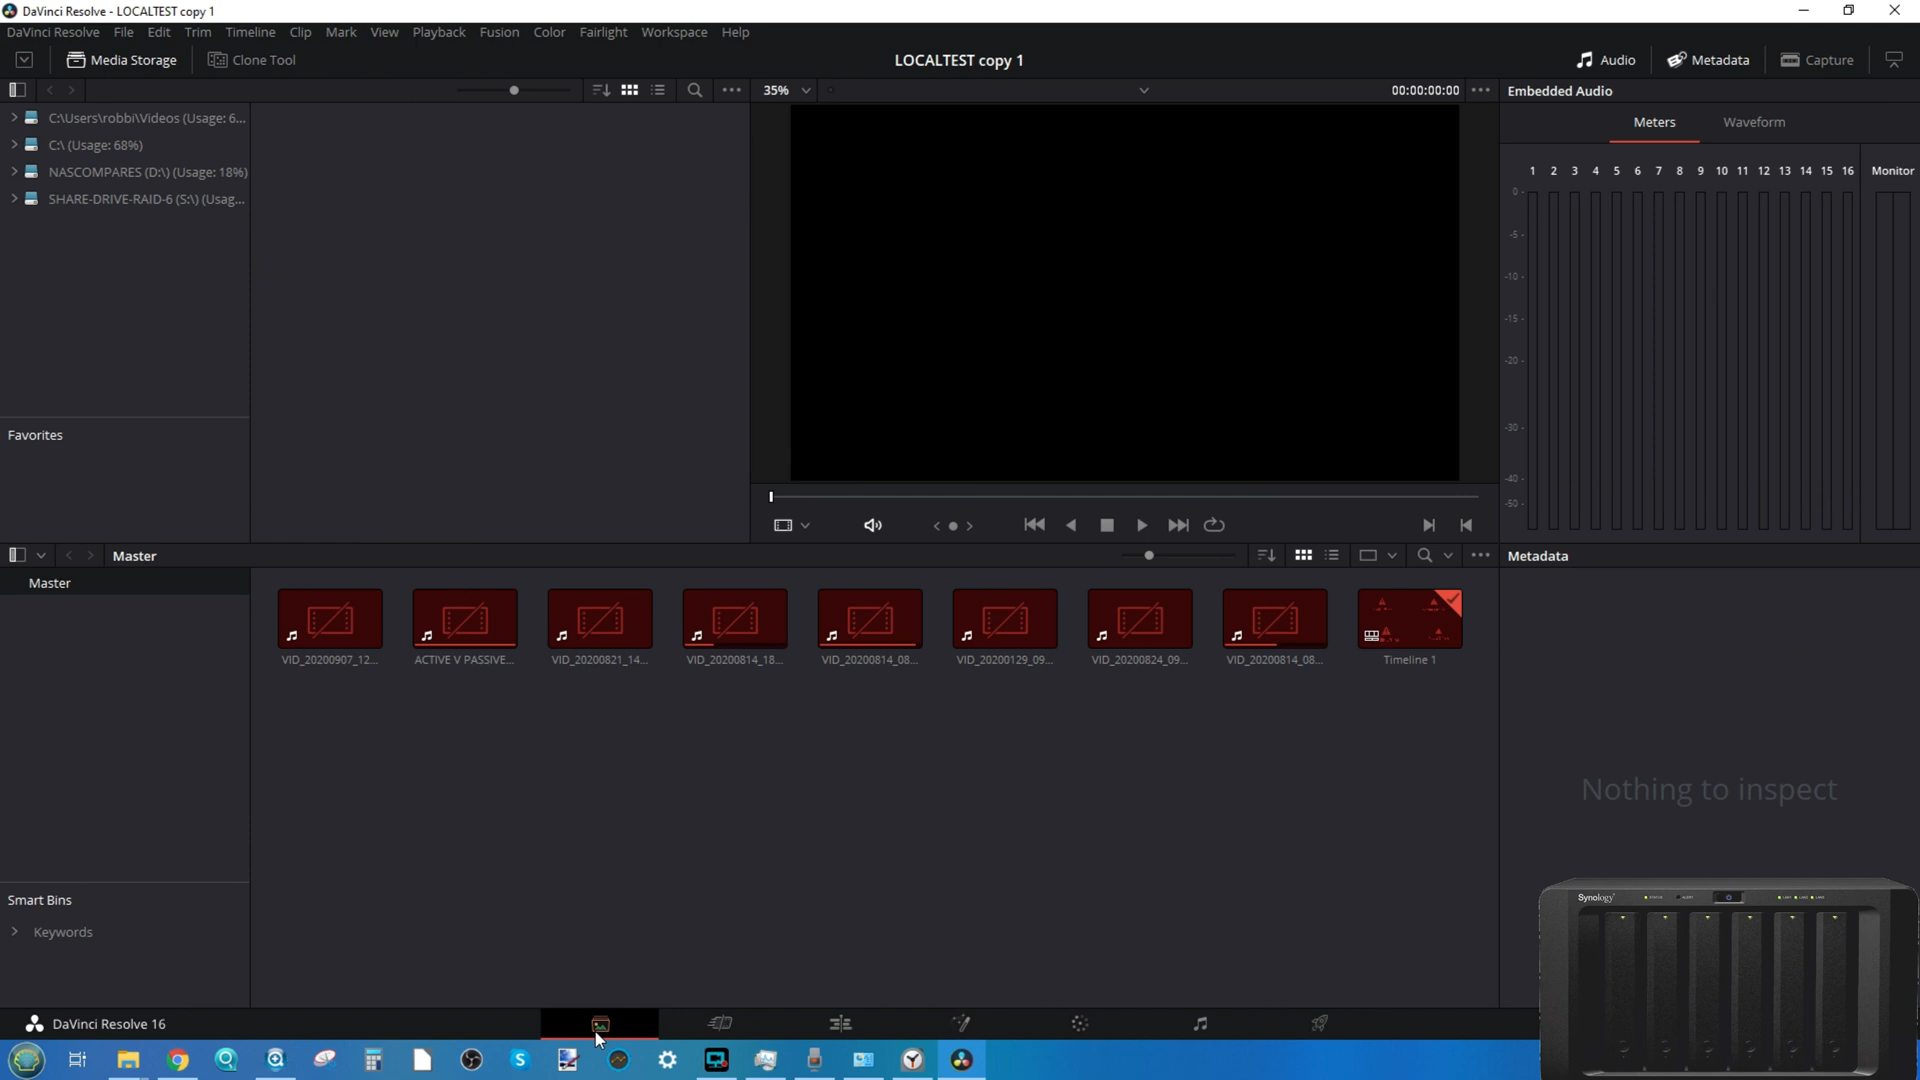 DaVinci Resolve - LOCALTEST copy 1
DaVinci Resolve File Edit Trim Timeline Clip Mark View Playback Fusion Color Fairlight Workspace Help
Media Storage Clone Tool LOCALTEST copy 1 Audio Metadata Capture
35% 00:00:00:00 Embedded Audio
C:\Users\robbi\Videos (Usage: 6...
C:\ (Usage: 68%)
NASCOMPARES (D:\) (Usage: 18%)
SHARE-DRIVE-RAID-6 (S:\) (Usag...
Meters Waveform
1 2 3 4 5 6 7 8 9 10 11 12 13 14 15 16 Monitor
0
-5
-10
-15
-20
-30
-40
-50
Favorites
Master Metadata
Master
VID_20200907_12... ACTIVE V PASSIVE... VID_20200821_14... VID_20200814_18... VID_20200814_08... VID_20200129_09... VID_20200824_09... VID_20200814_08... Timeline 1
Nothing to inspect
Smart Bins
Keywords
Synology
DaVinci Resolve 16